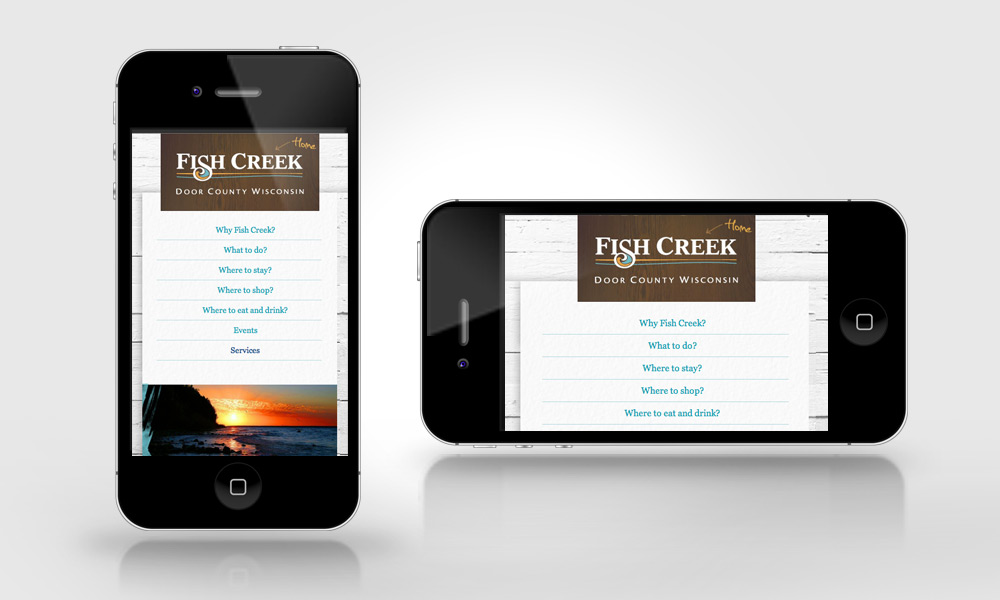 Home
FISH CREEK
DOOR COUNTY WISCONSIN
Why Fish Creek?
What to do?
Where to stay?
Where to shop?
Where to eat and drink?
Events
Services
Home
FISH CREEK
DOOR COUNTY WISCONSIN
Why Fish Creek?
What to do?
Where to stay?
Where to shop?
Where to eat and drink?